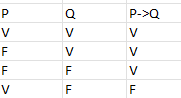 P Q P->Q
V V V
F V V
F F V
V F F